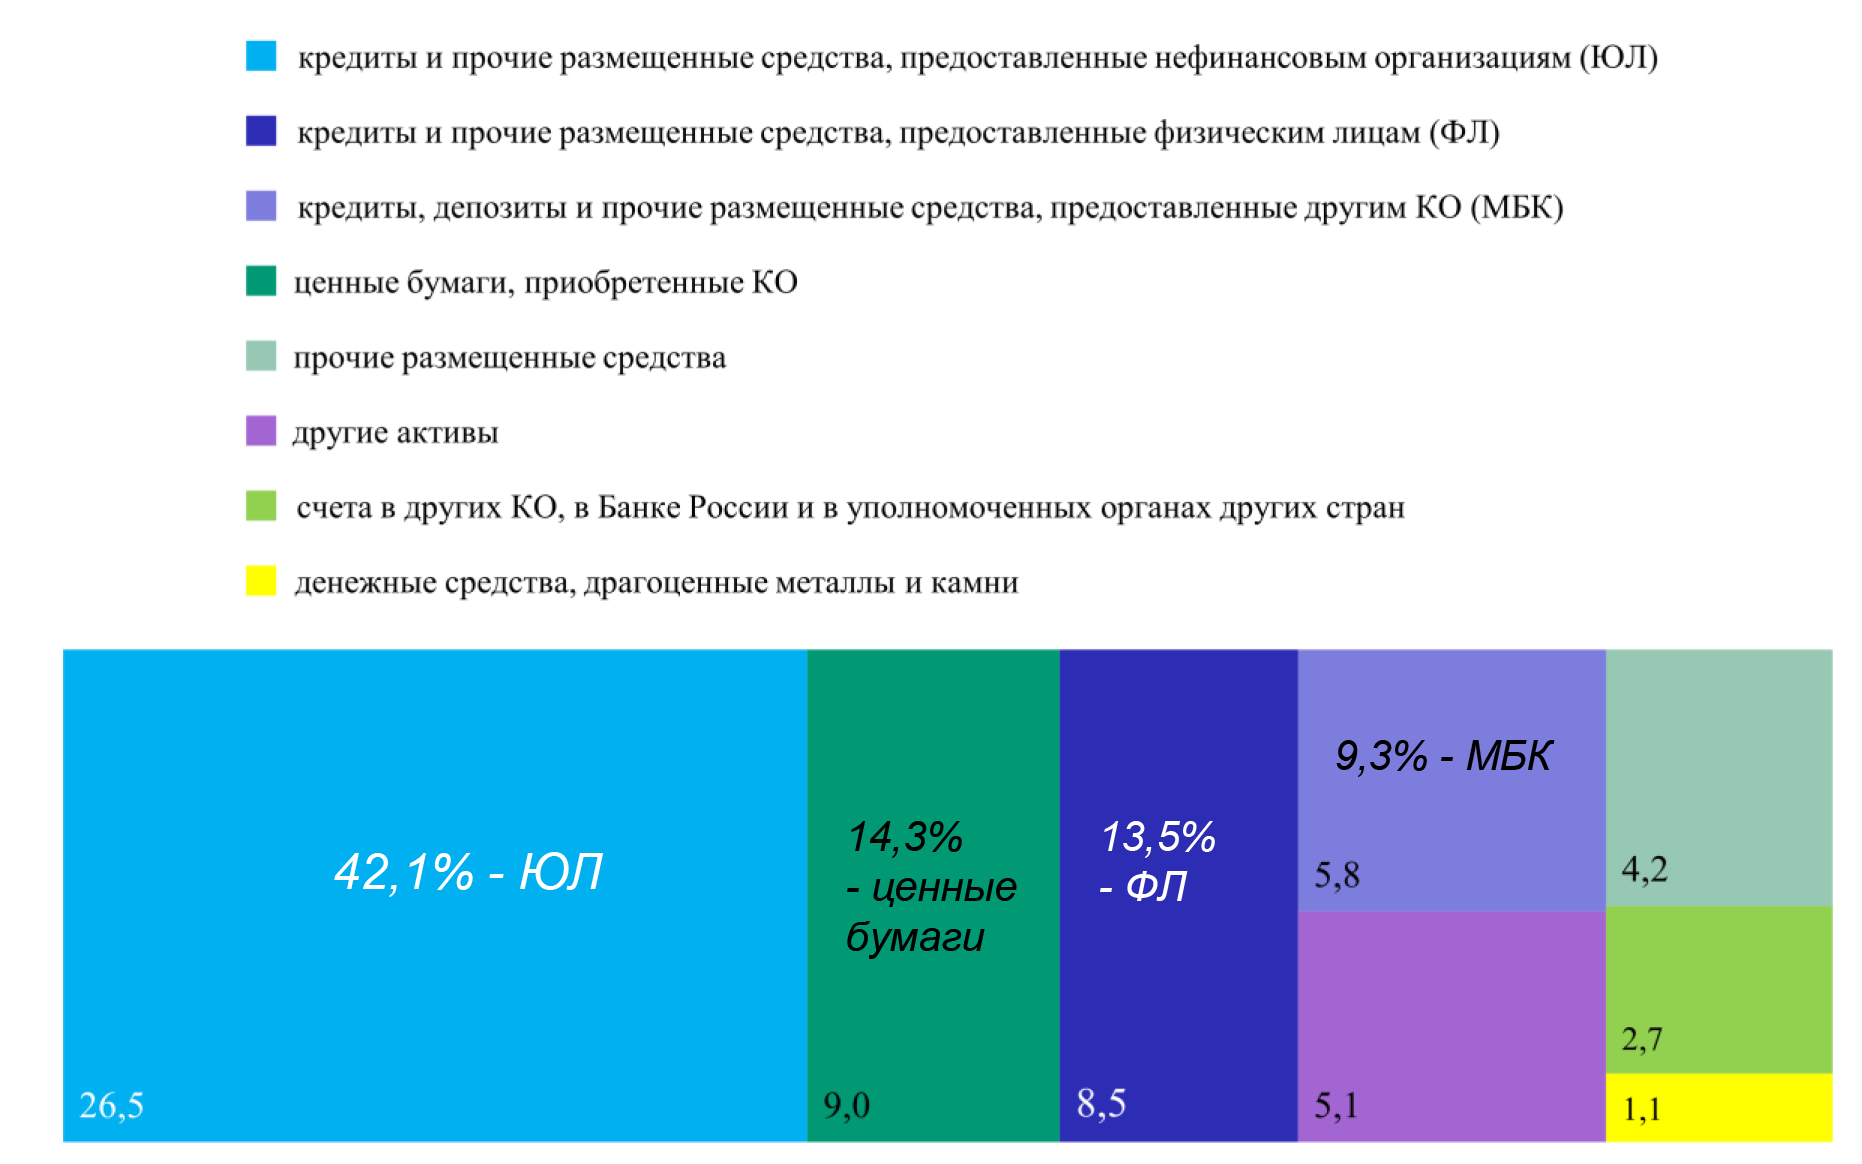 кредиты и прочие размещенные средства, предоставленные нефинансовым организациям (ЮЛ)
кредиты и прочие размещенные средства, предоставленные физическим лицам (ФЛ)
кредиты, депозиты и прочие размещенные средства, предоставленные другим КО (МБК)
ценные бумаги, приобретенные КО
прочие размещенные средства
другие активы
счета в других КО, в Банке России и в уполномоченных органах других стран
денежные средства, драгоценные металлы и камни
42,1% - ЮЛ
26,5
14,3%
- ценные
бумаги
9,0
13,5%
- ФЛ
8,5
9,3% - МБК
5,8
5,1
4,2
2,7
1,1